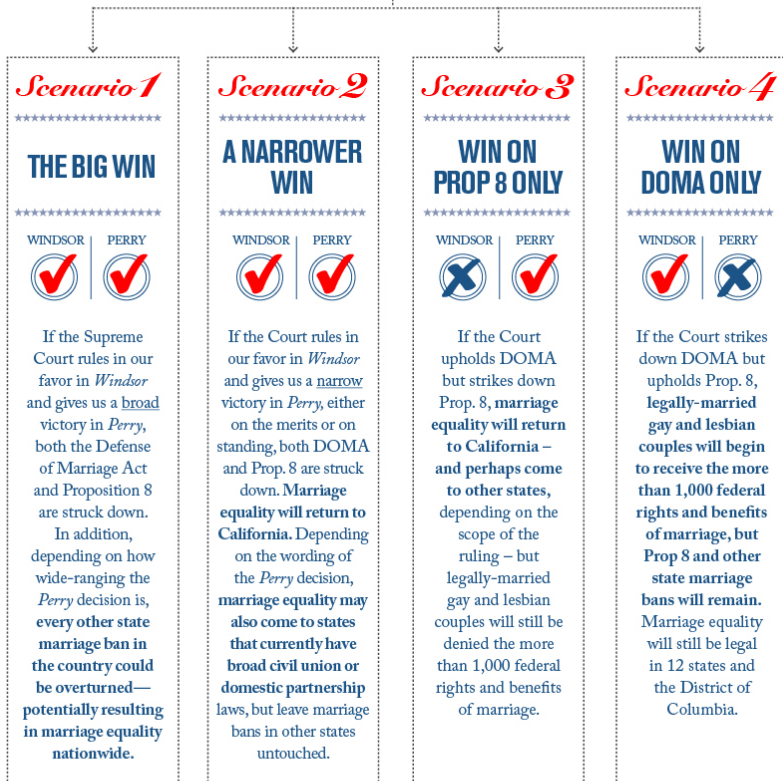 Scenario 1
THE BIG WIN
WINDSOR
PERRY
If the Supreme
Court rules in our
favor in Windsor
and gives us a broad
victory in Perry,
both the Defense
of Marriage Act
and Proposition 8
are struck down.
In addition,
depending on how
wide-ranging the
Perry decision is,
every other state
marriage ban in
the country could
be overturned—
potentially resulting
in marriage equality
nationwide.
Scenario 2
A NARROWER
WIN
WINDSOR
PERRY
If the Court rules in
our favor in Windsor
and gives us a narrow
victory in Perry, either
on the merits or on
standing, both DOMA
and Prop. 8 are struck
down. Marriage
equality will return to
California. Depending
on the wording of
the Perry decision,
marriage equality may
also come to states
that currently have
broad civil union or
domestic partnership
laws, but leave marriage
bans in other states
untouched.
Scenario 3
WIN ON
PROP 8 ONLY
WINDSOR
PERRY
If the Court
upholds DOMA
but strikes down
Prop. 8, marriage
equality will return
to California –
and perhaps come
to other states,
depending on the
scope of the
ruling – but
legally-married
gay and lesbian
couples will still be
denied the more
than 1,000 federal
rights and benefits
of marriage.
Scenario 4
WIN ON
DOMA ONLY
WINDSOR
PERRY
If the Court strikes
down DOMA but
upholds Prop. 8,
legally-married
gay and lesbian
couples will begin
to receive the more
than 1,000 federal
rights and benefits
of marriage, but
Prop 8 and other
state marriage
bans will remain.
Marriage equality
will still be legal
in 12 states and
the District of
Columbia.